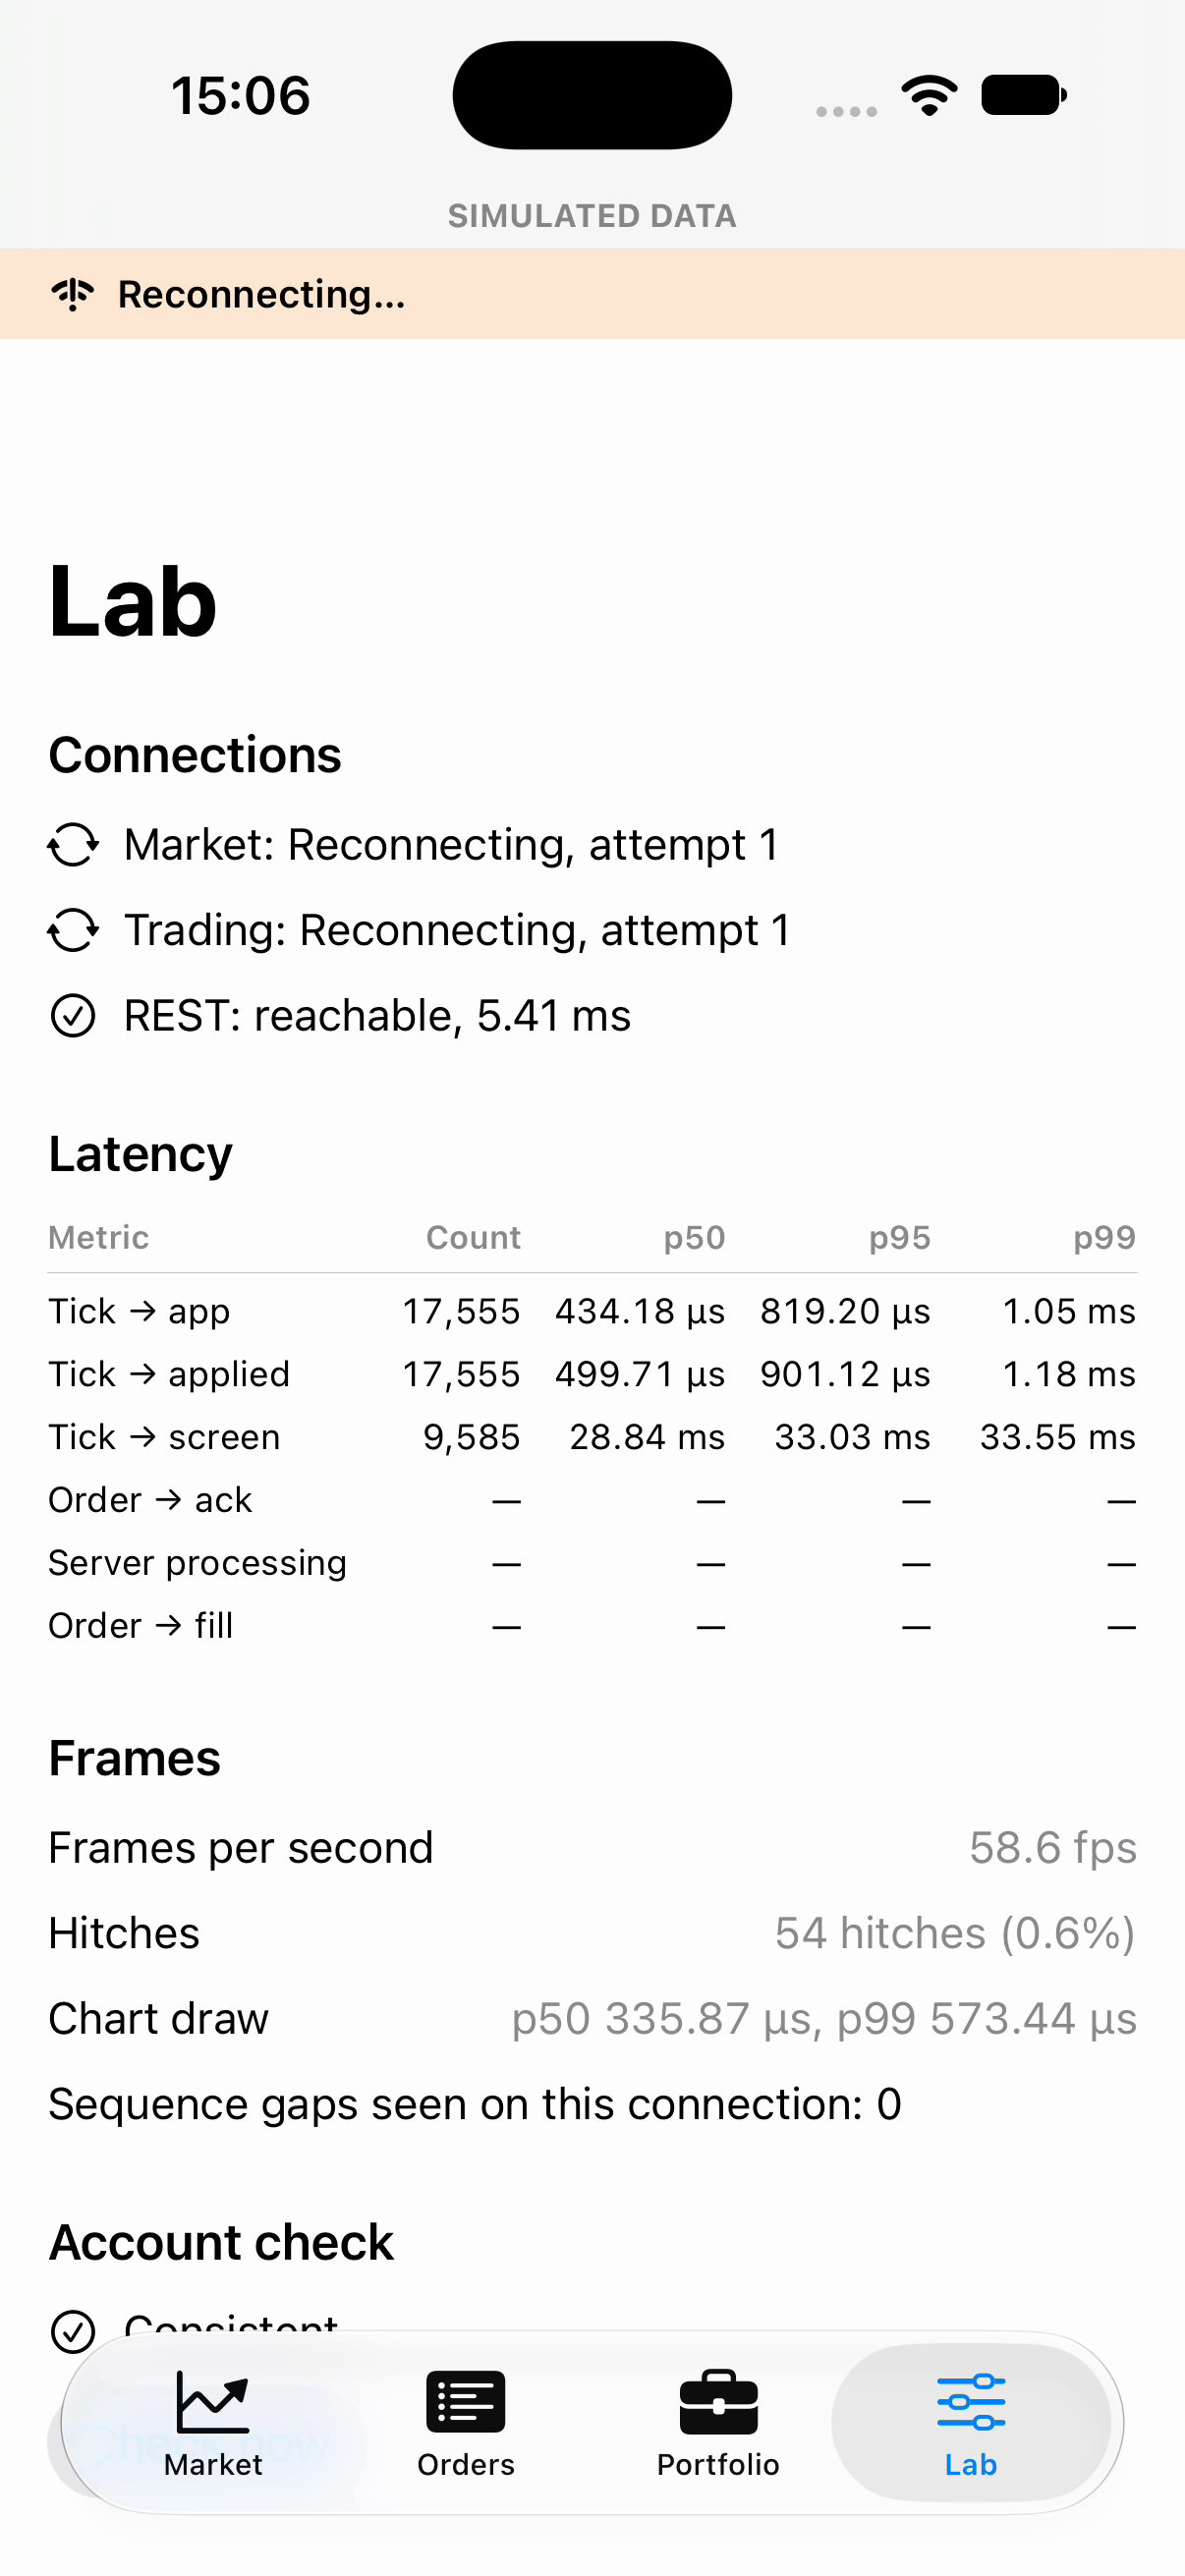 15:06
SIMULATED DATA
Reconnecting...
Lab
Connections
Market: Reconnecting, attempt 1
Trading: Reconnecting, attempt 1
REST: reachable, 5.41 ms
Latency
Metric Count p50 p95 p99
Tick → app 17,555 434.18 µs 819.20 µs 1.05 ms
Tick → applied 17,555 499.71 µs 901.12 µs 1.18 ms
Tick → screen 9,585 28.84 ms 33.03 ms 33.55 ms
Order → ack — — — —
Server processing — — — —
Order → fill — — — —
Frames
Frames per second 58.6 fps
Hitches 54 hitches (0.6%)
Chart draw p50 335.87 µs, p99 573.44 µs
Sequence gaps seen on this connection: 0
Account check
Consistent
Check now
Market Orders Portfolio Lab